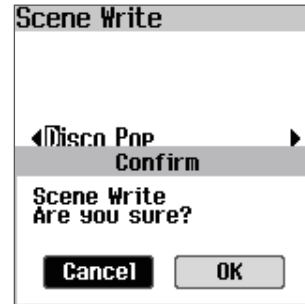 Scene Write
Disco Pop
Confirm
Scene Write
Are you sure?
Cancel
OK